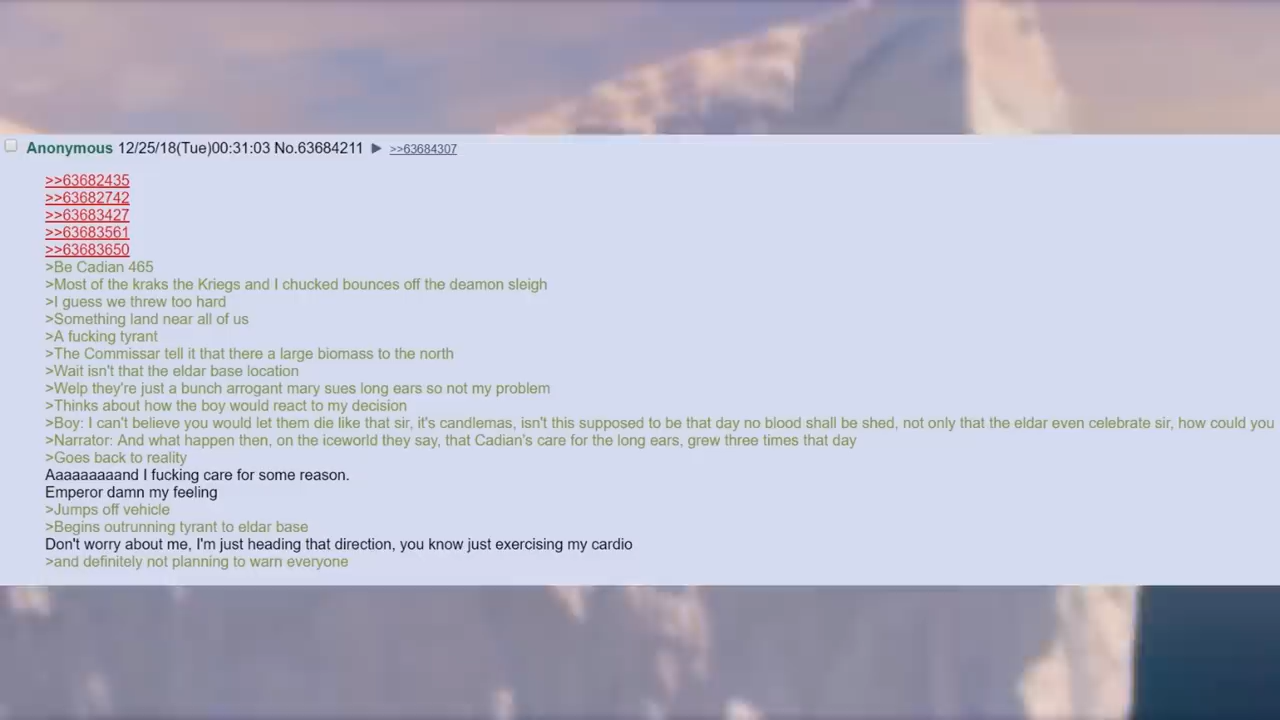 Anonymous 12/25/18(Tue)00:31:03 No.63684211 ▶ >>63684307
>>63682435
>>63682742
>>63683427
>>63683561
>>63683650
>Be Cadian 465
>Most of the kraks the Kriegs and I chucked bounces off the deamon sleigh
>I guess we threw too hard
>Something land near all of us
>A fucking tyrant
>The Commissar tell it that there a large biomass to the north
>Wait isn't that the eldar base location
>Welp they're just a bunch arrogant mary sues long ears so not my problem
>Thinks about how the boy would react to my decision
>Boy: I can't believe you would let them die like that sir, it's candlemas, isn't this supposed to be that day no blood shall be shed, not only that the eldar even celebrate sir, how could you
>Narrator: And what happen then, on the iceworld they say, that Cadian's care for the long ears, grew three times that day
>Goes back to reality
Aaaaaaaaand I fucking care for some reason.
Emperor damn my feeling
>Jumps off vehicle
>Begins outrunning tyrant to eldar base
Don't worry about me, I'm just heading that direction, you know just exercising my cardio
>and definitely not planning to warn everyone